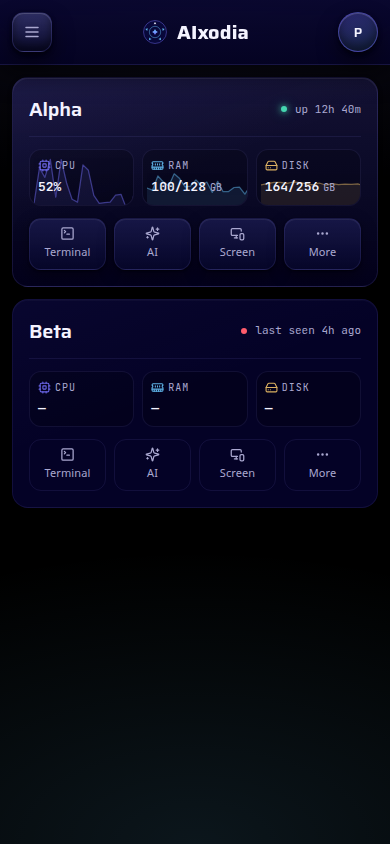 AIxodia
P
Alpha
up 12h 40m
CPU
52%
RAM
100/128 GB
DISK
164/256 GB
Terminal
AI
Screen
More
Beta
last seen 4h ago
CPU
—
RAM
—
DISK
—
Terminal
AI
Screen
More